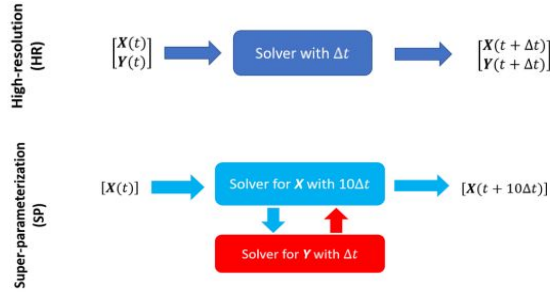 High-resolution
(HR)
[X(t)
Y(t)]
Solver with Δt
[X(t + Δt)
Y(t + Δt)]
Super-parameterization
(SP)
[X(t)]
Solver for X with 10Δt
[X(t + 10Δt)]
Solver for Y with Δt